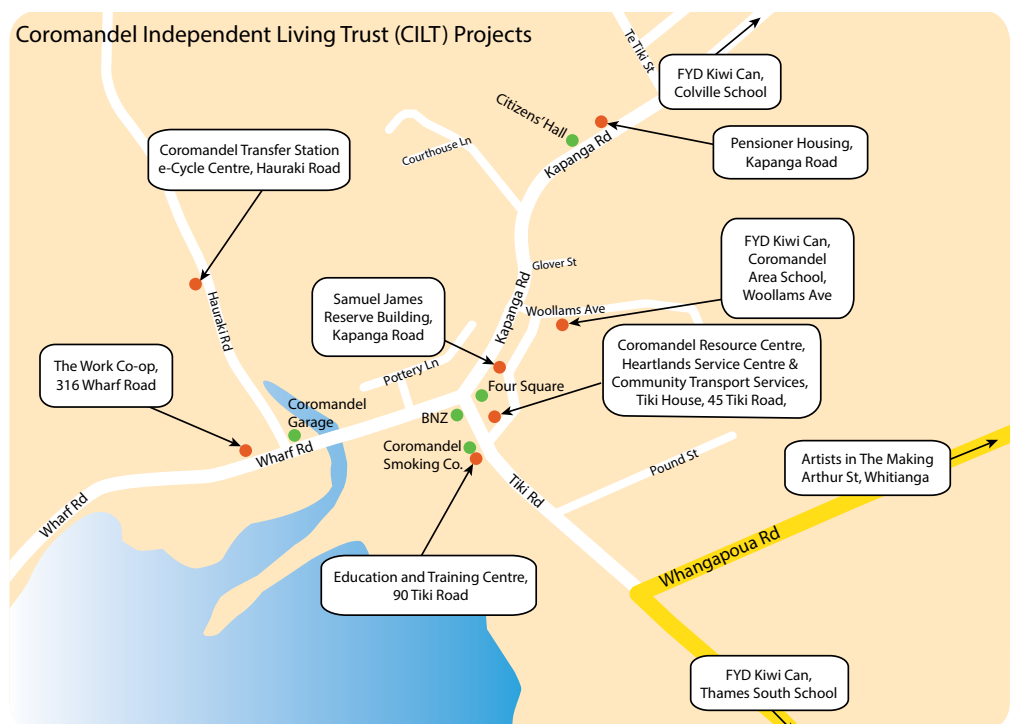 Coromandel Independent Living Trust (CILT) Projects
Te Tiki St
FYD Kiwi Can,
Colville School
Citizens' Hall
Kapanga Rd
Pensioner Housing,
Kapanga Road
Courthouse Ln
Coromandel Transfer Station
e-Cycle Centre, Hauraki Road
FYD Kiwi Can,
Coromandel
Area School,
Woollams Ave
Glover St
Hauraki Rd
Samuel James
Reserve Building,
Kapanga Road
Kapanga Rd
Woollams Ave
Coromandel Resource Centre,
Heartlands Service Centre &
Community Transport Services,
Tiki House, 45 Tiki Road,
The Work Co-op,
316 Wharf Road
Pottery Ln
Four Square
Coromandel
Garage
BNZ
Wharf Rd
Coromandel
Smoking Co.
Pound St
Artists in The Making
Arthur St, Whitianga
Wharf Rd
Tiki Rd
Whangapoua Rd
Education and Training Centre,
90 Tiki Road
FYD Kiwi Can,
Thames South School